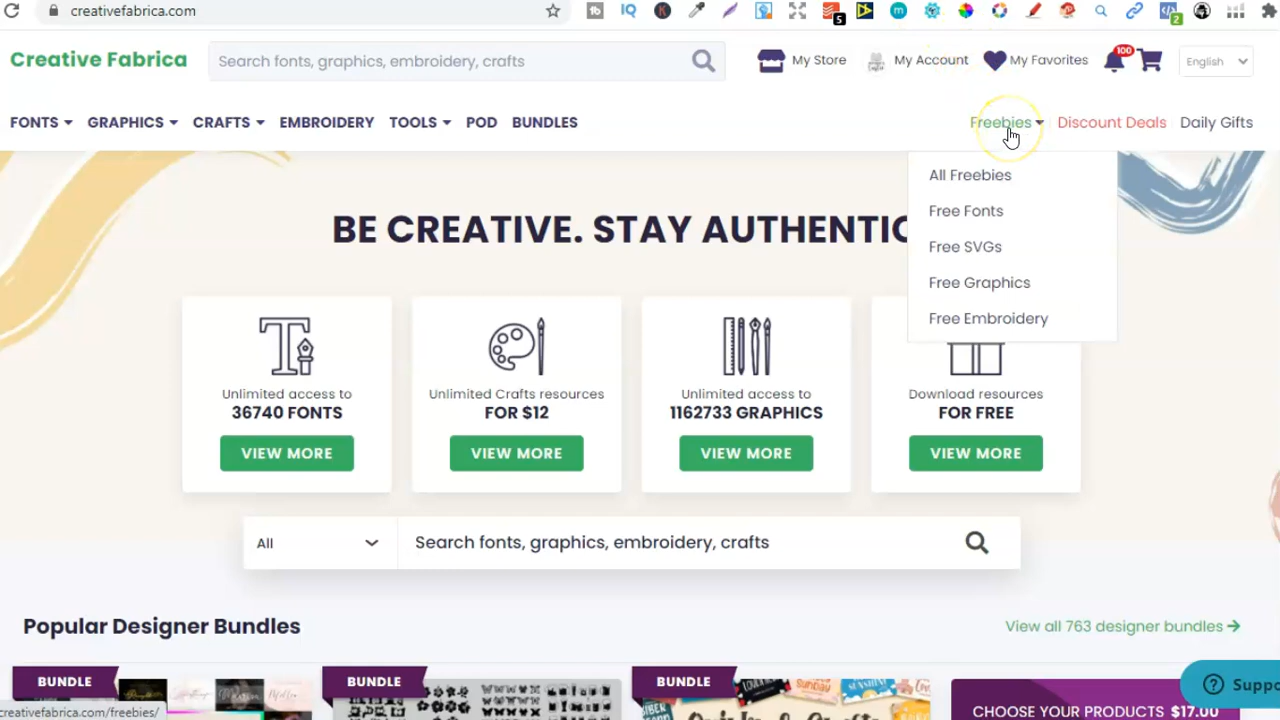 creativefabrica.com
5
2
Creative Fabrica
Search fonts, graphics, embroidery, crafts
My Store
My Account
My Favorites
100
English
FONTS
GRAPHICS
CRAFTS
EMBROIDERY
TOOLS
POD
BUNDLES
Freebies
Discount Deals
Daily Gifts
All Freebies
Free Fonts
Free SVGs
Free Graphics
Free Embroidery
BE CREATIVE. STAY AUTHENTIC
Unlimited access to
36740 FONTS
VIEW MORE
Unlimited Crafts resources
FOR $12
VIEW MORE
Unlimited access to
1162733 GRAPHICS
VIEW MORE
Download resources
FOR FREE
VIEW MORE
All
Search fonts, graphics, embroidery, crafts
Popular Designer Bundles
View all 763 designer bundles
BUNDLE
BUNDLE
BUNDLE
Sunday
CHOOSE YOUR PRODUCTS $17.00
Suppo
creativefabrica.com/freebies/